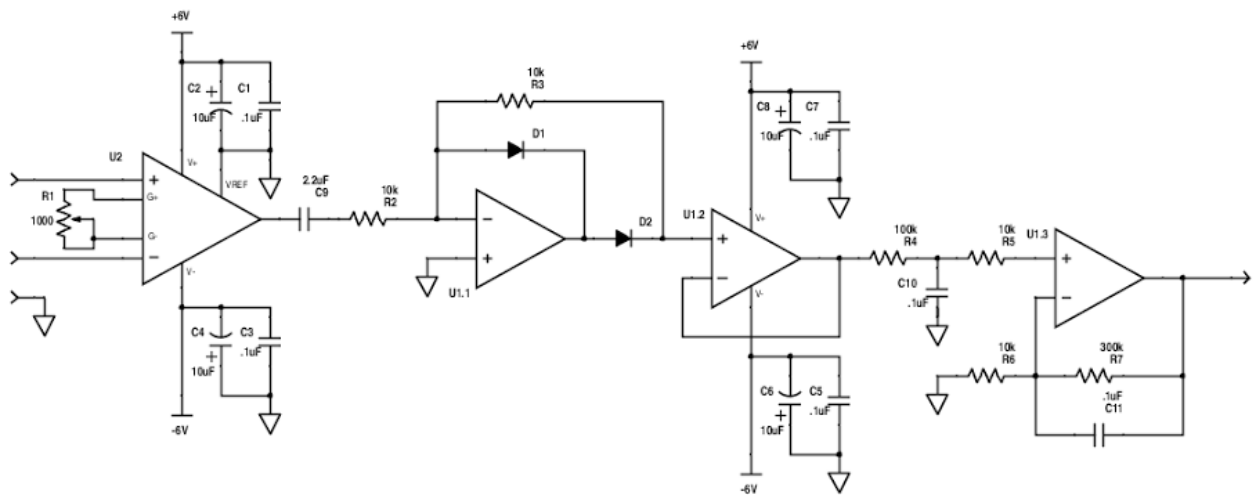 +6V
C2
+
C1
10uF
.1uF
U2
V+
VREF
+
G+
R1
1000
G-
−
V-
C4
C3
+
.1uF
10uF
-6V
2.2uF
C9
10k
R2
10k
R3
D1
−
+
U1.1
D2
+6V
C8
+
C7
10uF
.1uF
U1.2
V+
+
−
V-
C6
C5
+
.1uF
10uF
-6V
100k
R4
C10
.1uF
10k
R5
U1.3
+
−
10k
R6
300k
R7
.1uF
C11